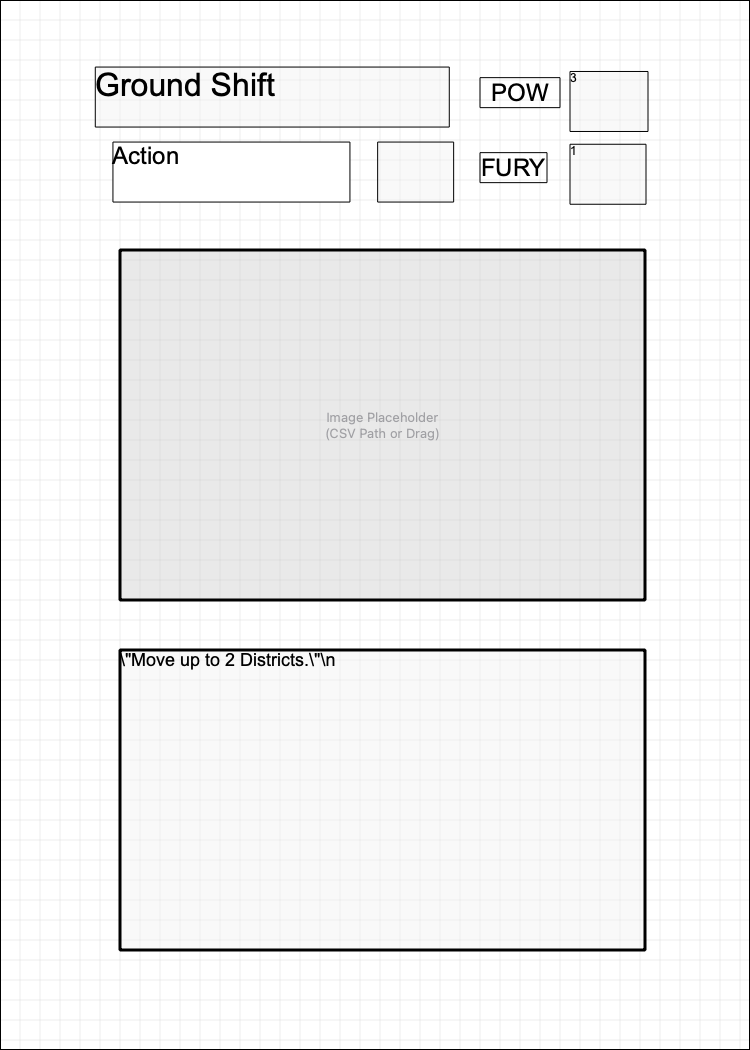 Ground Shift
POW
3
Action
FURY
1
Image Placeholder
(CSV Path or Drag)
\"Move up to 2 Districts.\"\n